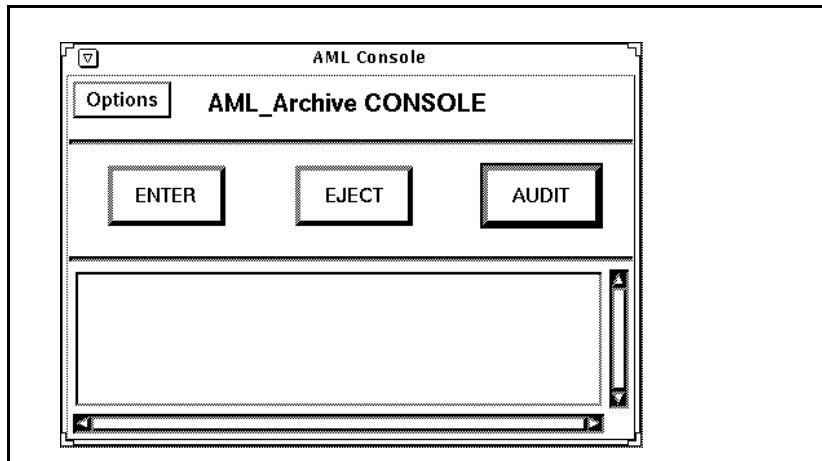 AML Console
Options
AML_Archive CONSOLE
ENTER
EJECT
AUDIT